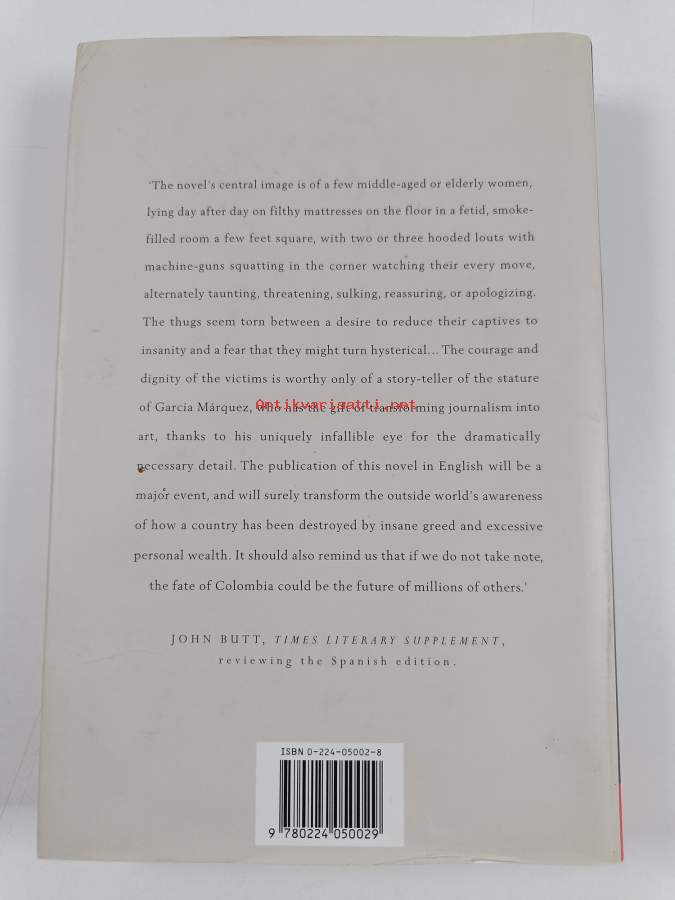 'The novel's central image is of a few middle-aged or elderly women,
lying day after day on filthy mattresses on the floor in a fetid, smoke-
filled room a few feet square, with two or three hooded louts with
machine-guns squatting in the corner watching their every move,
alternately taunting, threatening, sulking, reassuring, or apologizing.
The thugs seem torn between a desire to reduce their captives to
insanity and a fear that they might turn hysterical... The courage and
dignity of the victims is worthy only of a story-teller of the stature
of García Márquez, who has the gift of transforming journalism into
Antikvariaatti.net
art, thanks to his uniquely infallible eye for the dramatically
necessary detail. The publication of this novel in English will be a
major event, and will surely transform the outside world's awareness
of how a country has been destroyed by insane greed and excessive
personal wealth. It should also remind us that if we do not take note,
the fate of Colombia could be the future of millions of others.'
JOHN BUTT, TIMES LITERARY SUPPLEMENT,
reviewing the Spanish edition.
ISBN 0-224-05002-8
9 780224 050029